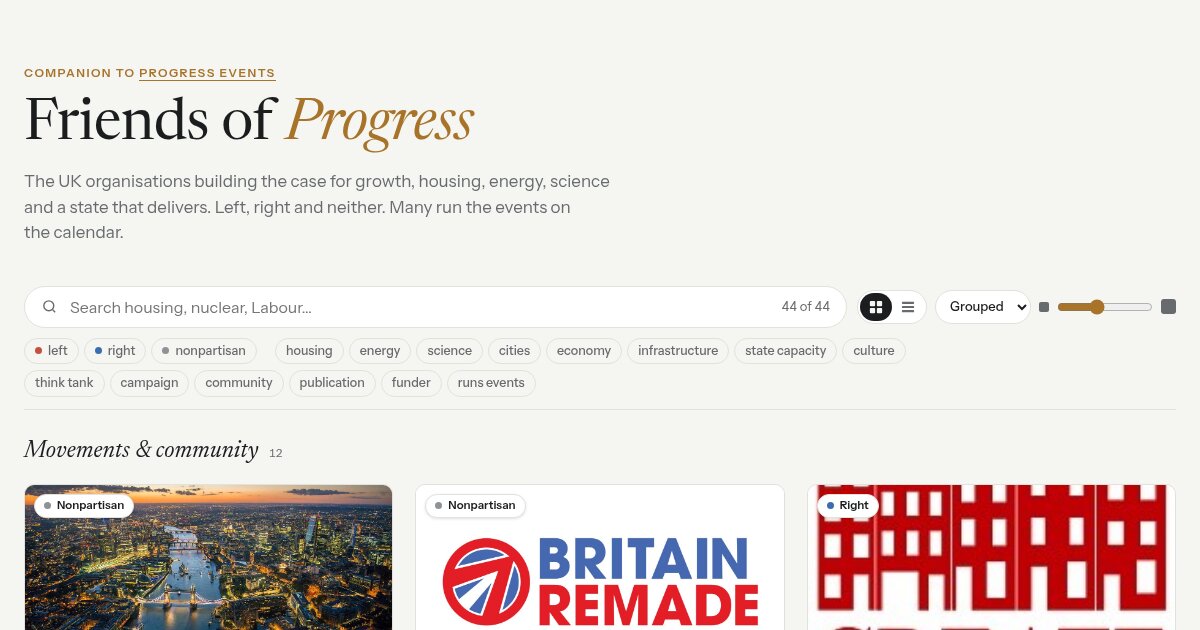 COMPANION TO PROGRESS EVENTS
Friends of Progress
The UK organisations building the case for growth, housing, energy, science
and a state that delivers. Left, right and neither. Many run the events on
the calendar.
Search housing, nuclear, Labour... 44 of 44 Grouped
left right nonpartisan housing energy science cities economy infrastructure state capacity culture
think tank campaign community publication funder runs events
Movements & community 12
Nonpartisan Nonpartisan Right
BRITAIN
REMADE